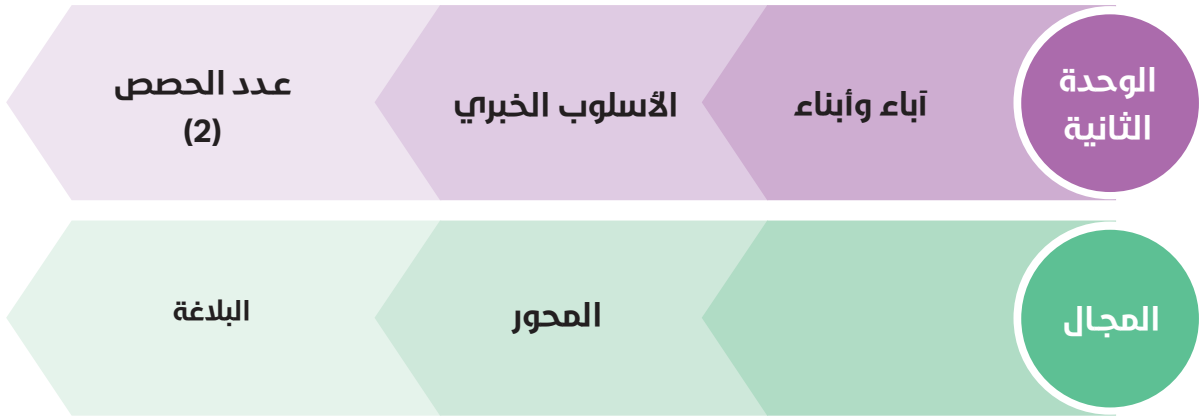 الوحدة
الثانية
آباء وأبناء
الأسلوب الخبري
عدد الحصص
(2)
المجال
المحور
البلاغة